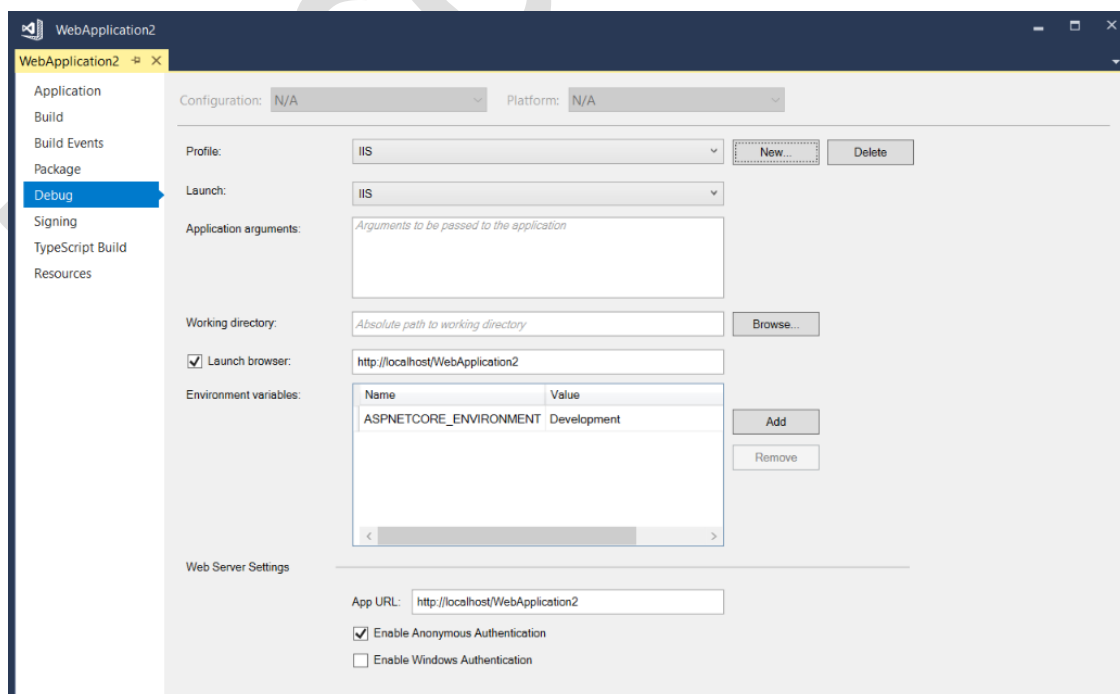 WebApplication2
WebApplication2
Application
Build
Build Events
Package
Debug
Signing
TypeScript Build
Resources
Configuration: N/A Platform: N/A
Profile: IIS New... Delete
Launch: IIS
Application arguments: Arguments to be passed to the application
Working directory: Absolute path to working directory Browse...
Launch browser: http://localhost/WebApplication2
Environment variables: Name Value
ASPNETCORE_ENVIRONMENT Development Add
Remove
Web Server Settings
App URL: http://localhost/WebApplication2
Enable Anonymous Authentication
Enable Windows Authentication